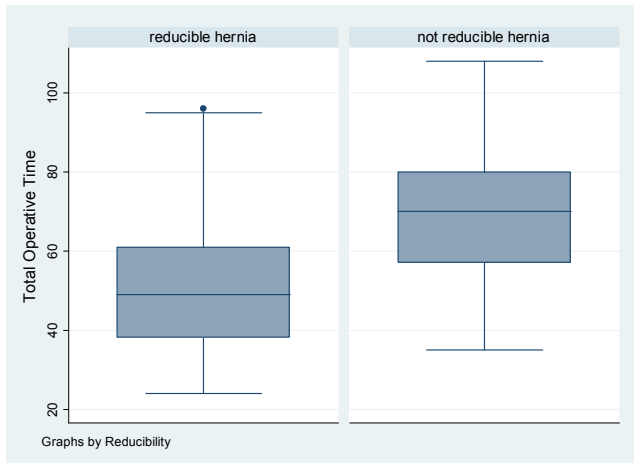 reducible hernia
not reducible hernia
Total Operative Time
100
80
60
40
20
Graphs by Reducibility